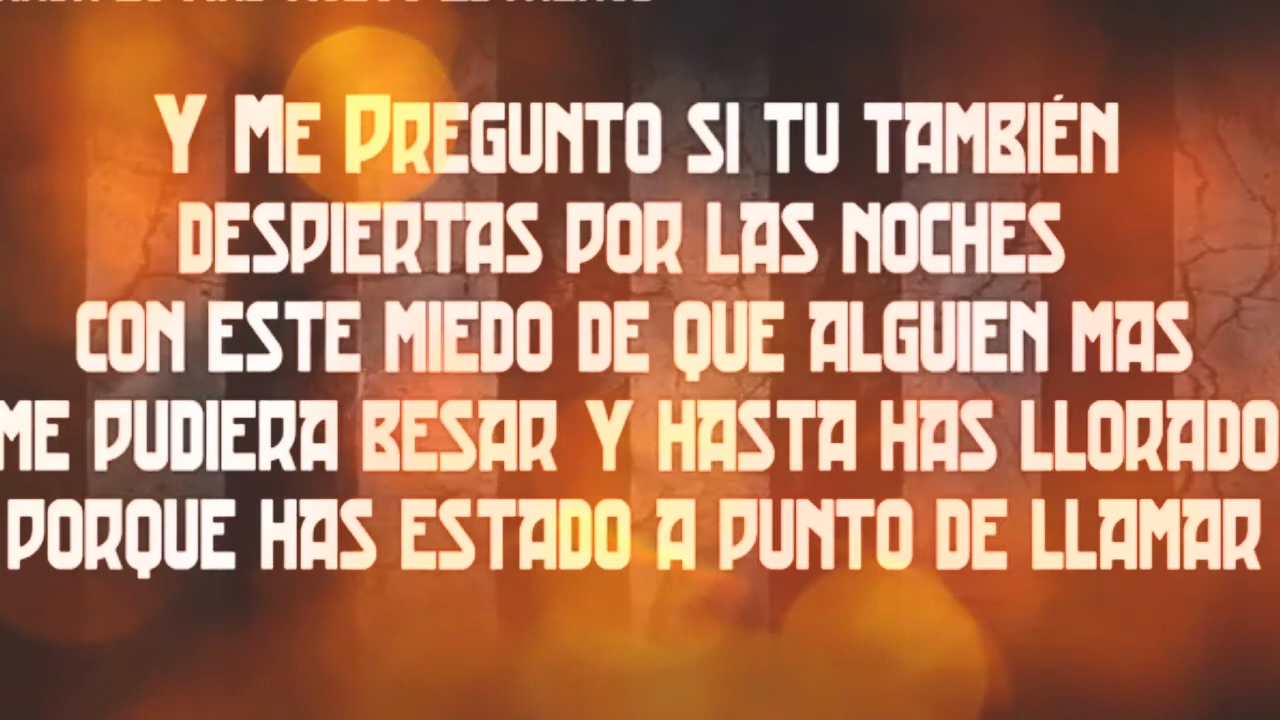 Y ME PREGUNTO SI TU TAMBIÉN
DESPIERTAS POR LAS NOCHES
CON ESTE MIEDO DE QUE ALGUIEN MAS
ME PUDIERA BESAR Y HASTA HAS LLORADO
PORQUE HAS ESTADO A PUNTO DE LLAMAR